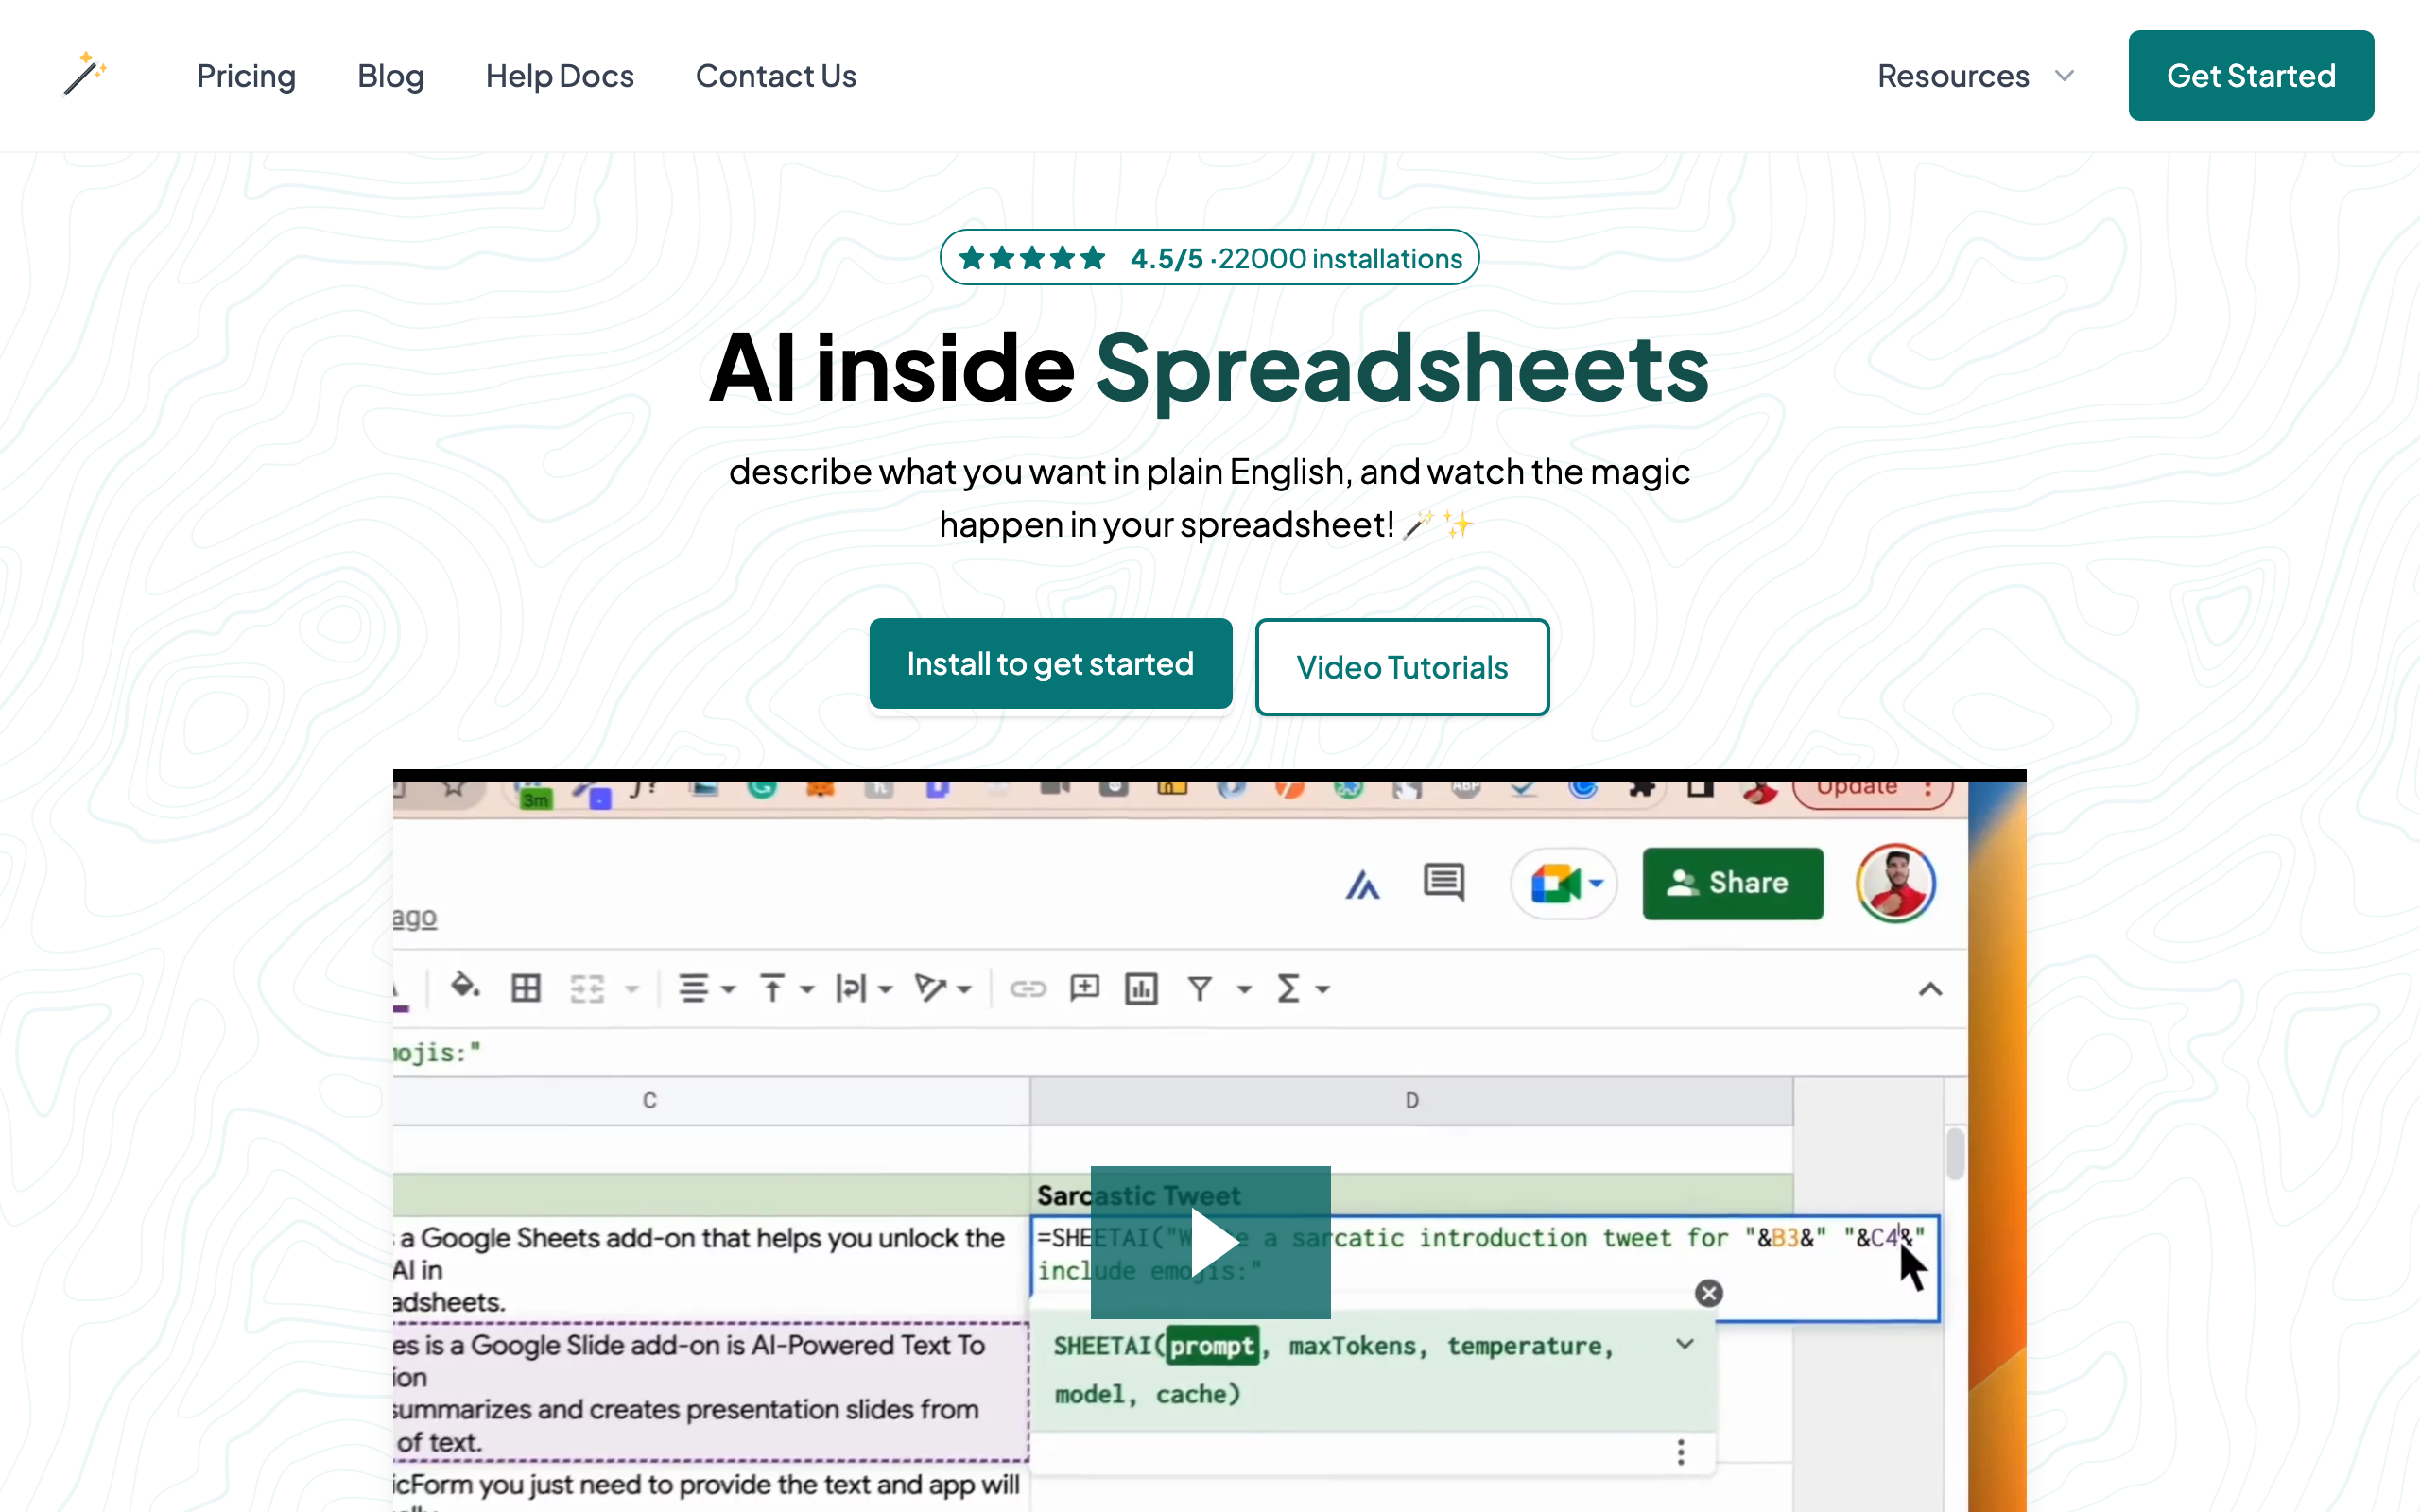 Pricing
Blog
Help Docs
Contact Us
Resources
Get Started
4.5/5 ·22000 installations
AI inside Spreadsheets
describe what you want in plain English, and watch the magic
happen in your spreadsheet! 🪄 ✨
Install to get started
Video Tutorials
3m
ABP
Update
ago
Share
ojis:"
C
D
Sarcastic Tweet
a Google Sheets add-on that helps you unlock the
AI in
adsheets.
=SHEETAI("Write a sarcatic introduction tweet for "&B3&" "&C4&"
include emojis:"
es is a Google Slide add-on is AI-Powered Text To
ion
summarizes and creates presentation slides from
of text.
SHEETAI(prompt, maxTokens, temperature,
model, cache)
icForm you just need to provide the text and app will